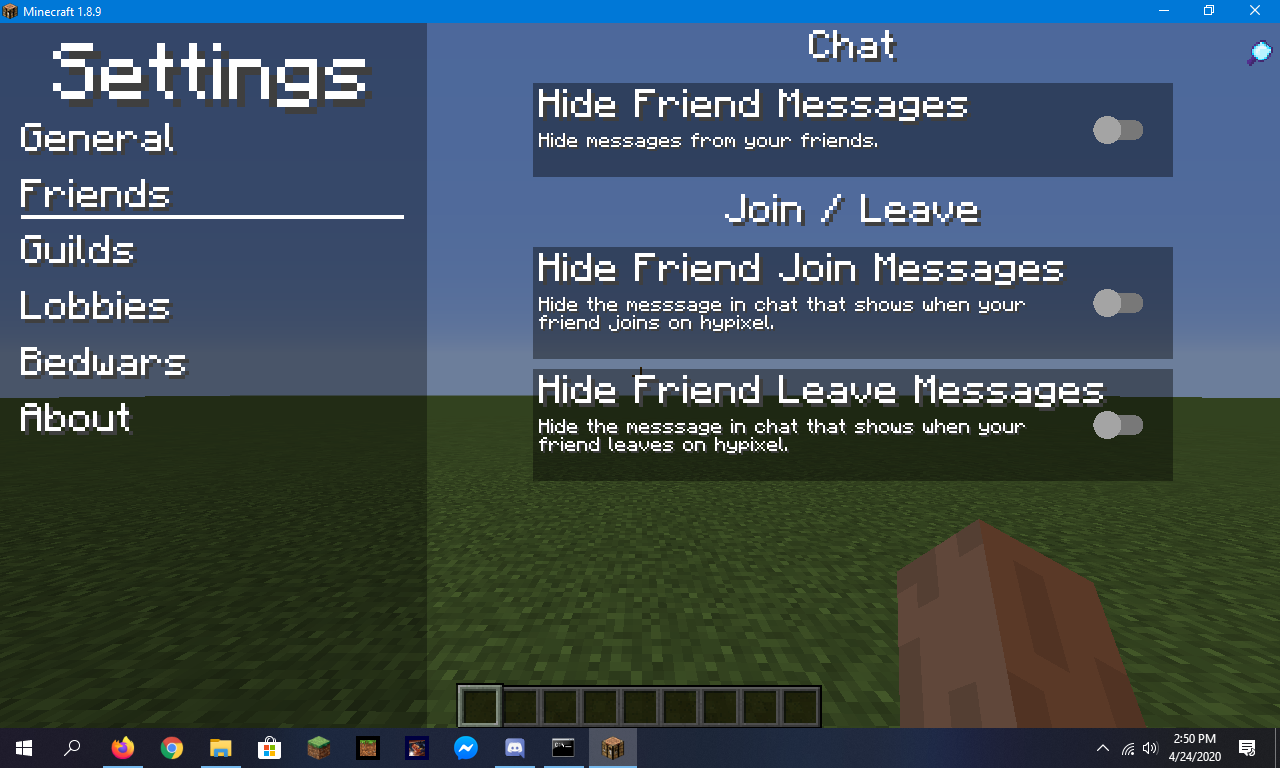 Minecraft 1.8.9
Settings
General
Friends
Guilds
Lobbies
Bedwars
About
Chat
Hide Friend Messages
Hide messages from your friends.
Join / Leave
Hide Friend Join Messages
Hide the messsage in chat that shows when your
friend joins on hypixel.
Hide Friend Leave Messages
Hide the messsage in chat that shows when your
friend leaves on hypixel.
2:50 PM
4/24/2020